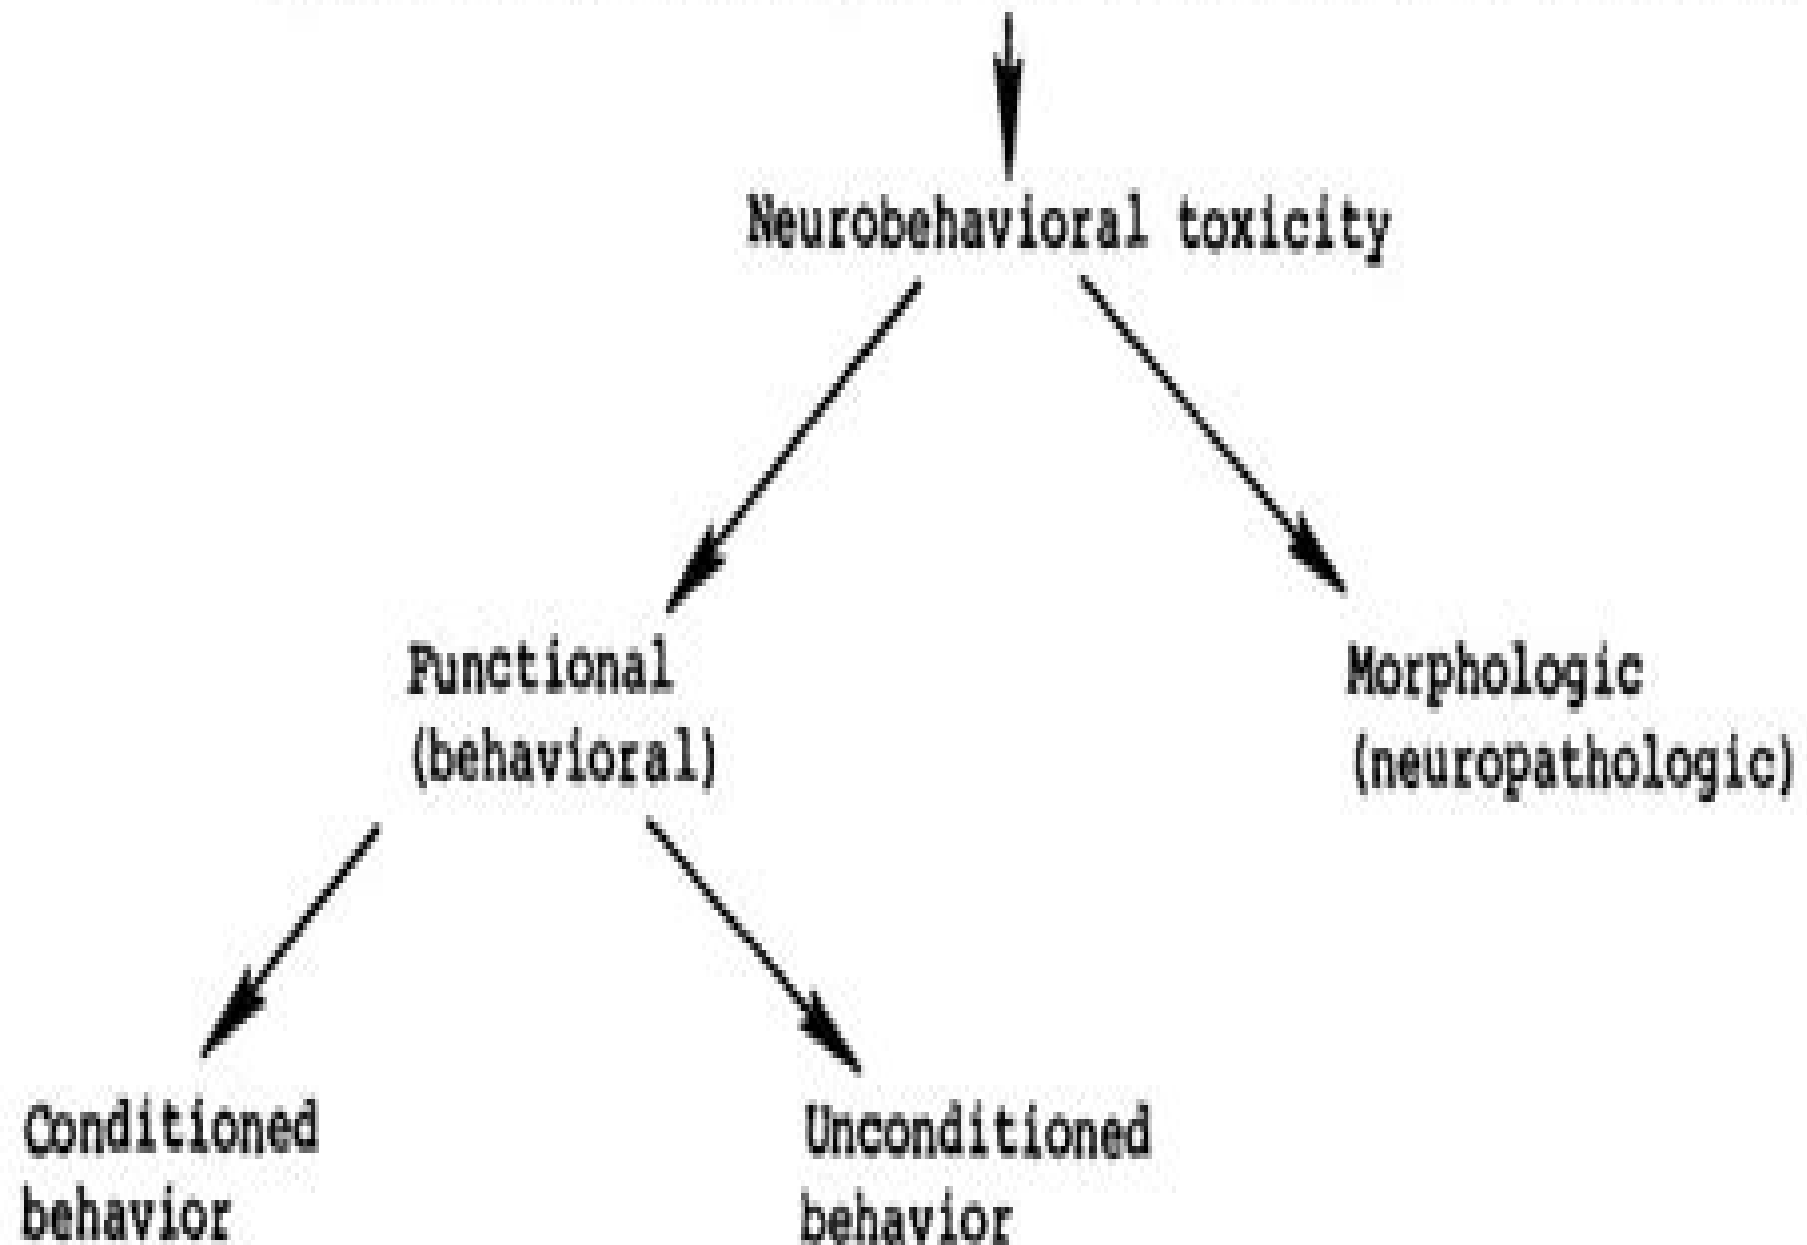 Neurobehavioral toxicity
Functional
(behavioral)
Morphologic
(neuropathologic)
Conditioned
behavior
Unconditioned
behavior